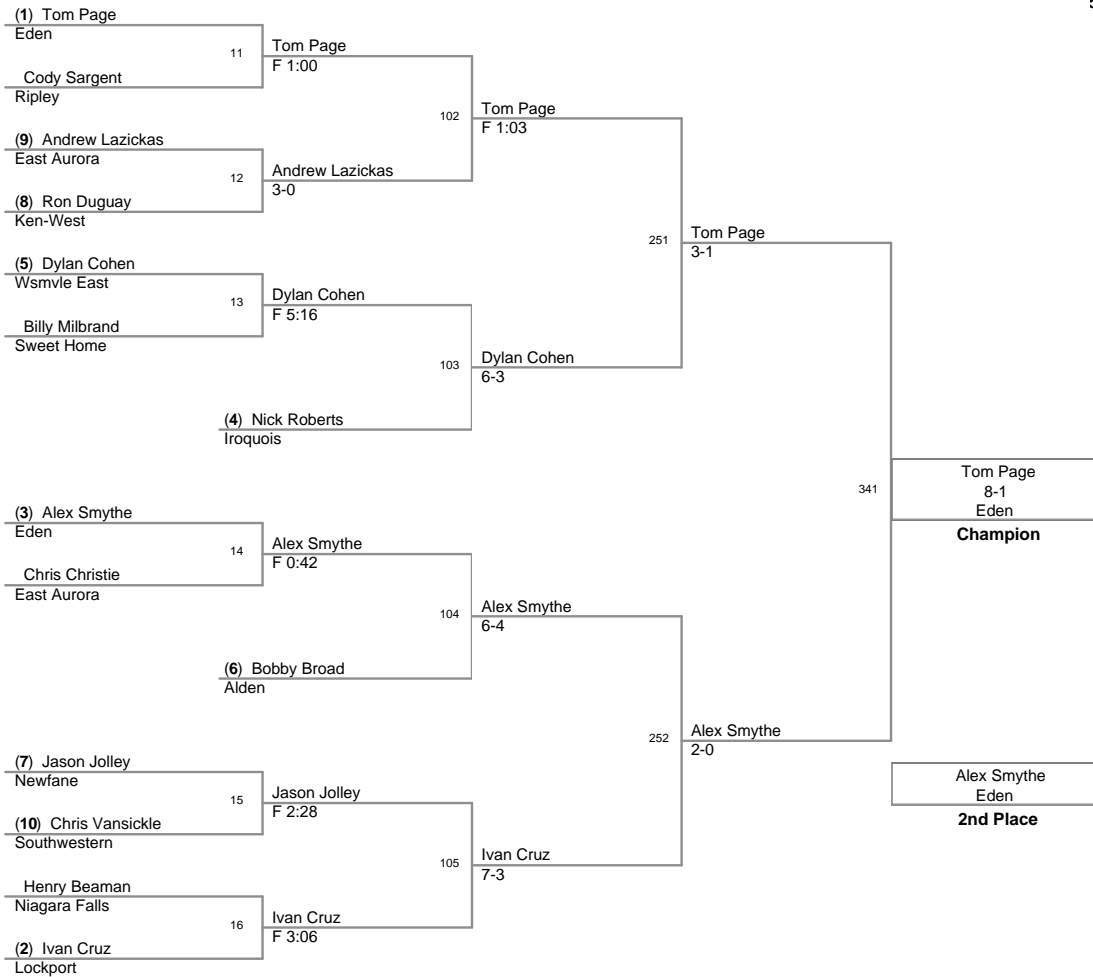 (1) Tom Page
Eden
11
Cody Sargent
Ripley
Tom Page
F 1:00
(9) Andrew Lazickas
East Aurora
12
(8) Ron Duguay
Ken-West
Andrew Lazickas
3-0
102
Tom Page
F 1:03
(5) Dylan Cohen
Wsmvle East
13
Billy Milbrand
Sweet Home
Dylan Cohen
F 5:16
(4) Nick Roberts
Iroquois
103
Dylan Cohen
6-3
251
Tom Page
3-1
(3) Alex Smythe
Eden
14
Chris Christie
East Aurora
Alex Smythe
F 0:42
(6) Bobby Broad
Alden
104
Alex Smythe
6-4
(7) Jason Jolley
Newfane
15
(10) Chris Vansickle
Southwestern
Jason Jolley
F 2:28
Henry Beaman
Niagara Falls
16
(2) Ivan Cruz
Lockport
Ivan Cruz
F 3:06
105
Ivan Cruz
7-3
252
Alex Smythe
2-0
341
Tom Page
8-1
Eden
Champion
Alex Smythe
Eden
2nd Place